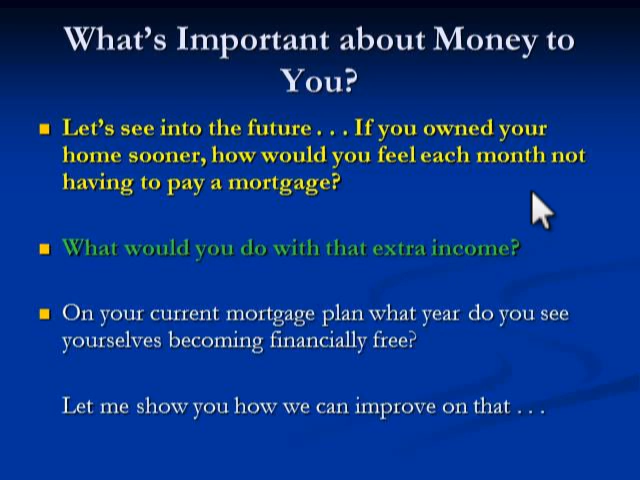 What's Important about Money to
You?
Let's see into the future . . . If you owned your
home sooner, how would you feel each month not
having to pay a mortgage?
What would you do with that extra income?
On your current mortgage plan what year do you see
yourselves becoming financially free?
Let me show you how we can improve on that . . .